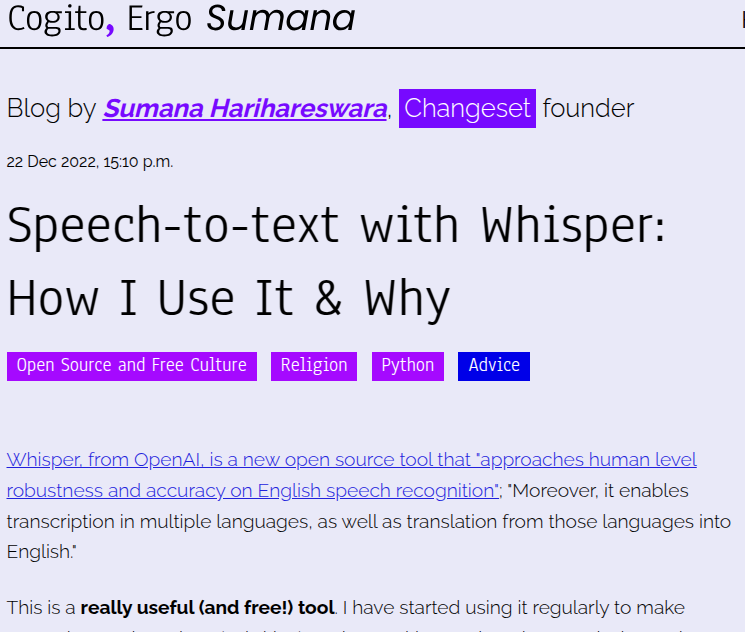 Cogito, Ergo Sumana
Blog by Sumana Harihareswara, Changeset founder
22 Dec 2022, 15:10 p.m.
Speech-to-text with Whisper:
How I Use It & Why
Open Source and Free Culture Religion Python Advice
Whisper, from OpenAI, is a new open source tool that "approaches human level
robustness and accuracy on English speech recognition"; "Moreover, it enables
transcription in multiple languages, as well as translation from those languages into
English."
This is a really useful (and free!) tool. I have started using it regularly to make